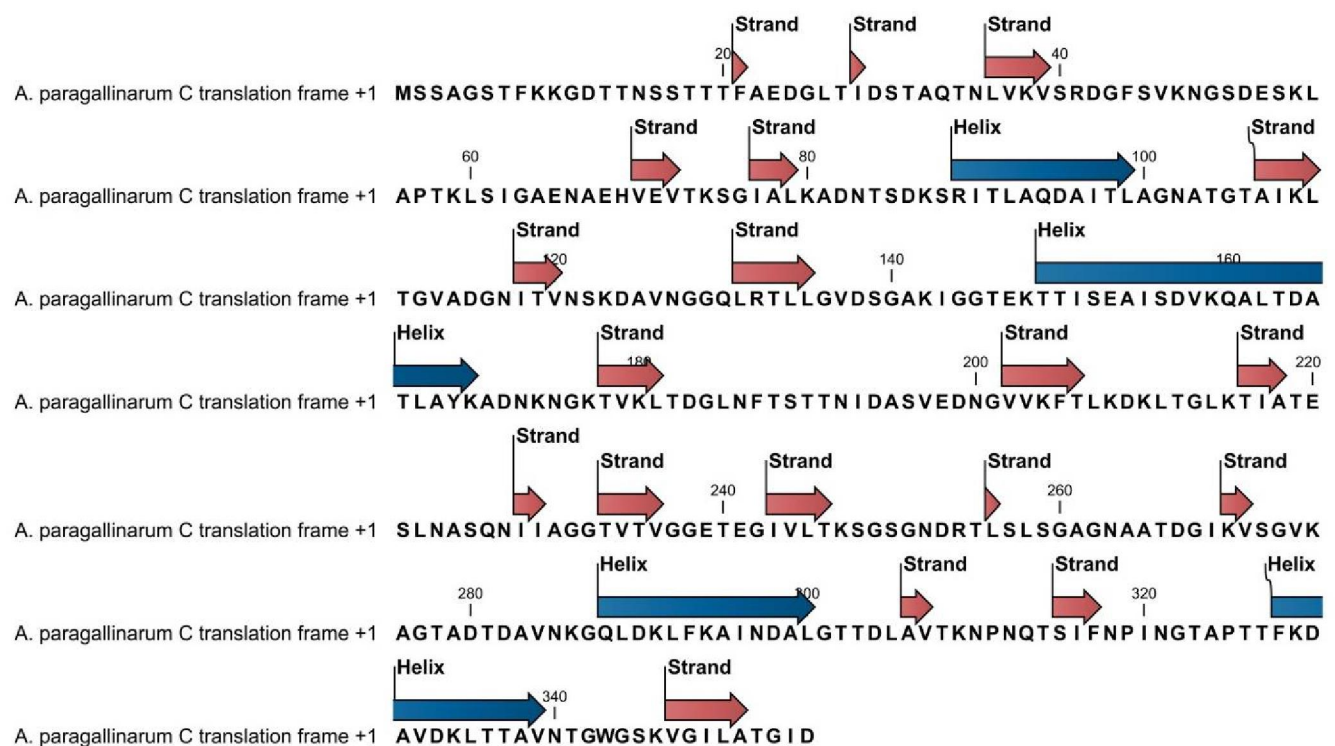 Strand Strand Strand
20 40
A. paragallinarum C translation frame +1 MSSAGSTFKKGDTTNSSTTTFAEDGLTIDSTAQTNLVKVSRDGFSVKNGSDESKL
Strand Strand Helix Strand
60 80 100
A. paragallinarum C translation frame +1 APTKLSIGAENAEHVEVTKSGIALKADNTSDKSRITLAQDAITLAGNATGTAIKL
Strand Strand Helix
120 140 160
A. paragallinarum C translation frame +1 TGVADGNITVNSKDAVNGGQLRTLLGVDSGAKIGGTEKTTISEAISDVKQALTDA
Helix Strand Strand Strand
180 200 220
A. paragallinarum C translation frame +1 TLAYKADNKNGKTVKLTDGLNFTSTTNIDASVEDNGVVKFTLKDKLTGLKTIATE
Strand
Strand Strand Strand Strand
240 260
A. paragallinarum C translation frame +1 SLNASQNIIAGGTVTVGGETEGIVLTKSGSGNDRTLSLSGAGNAATDGIKVSGVK
Helix Strand Strand Helix
280 300 320
A. paragallinarum C translation frame +1 AGTADTDAVNKGQLDKLFKAINDALGTTDLAVTKNPNQTSIFNPINGTAPTTFKD
Helix Strand
340
A. paragallinarum C translation frame +1 AVDKLTTAVNTGWGSKVGILATGID